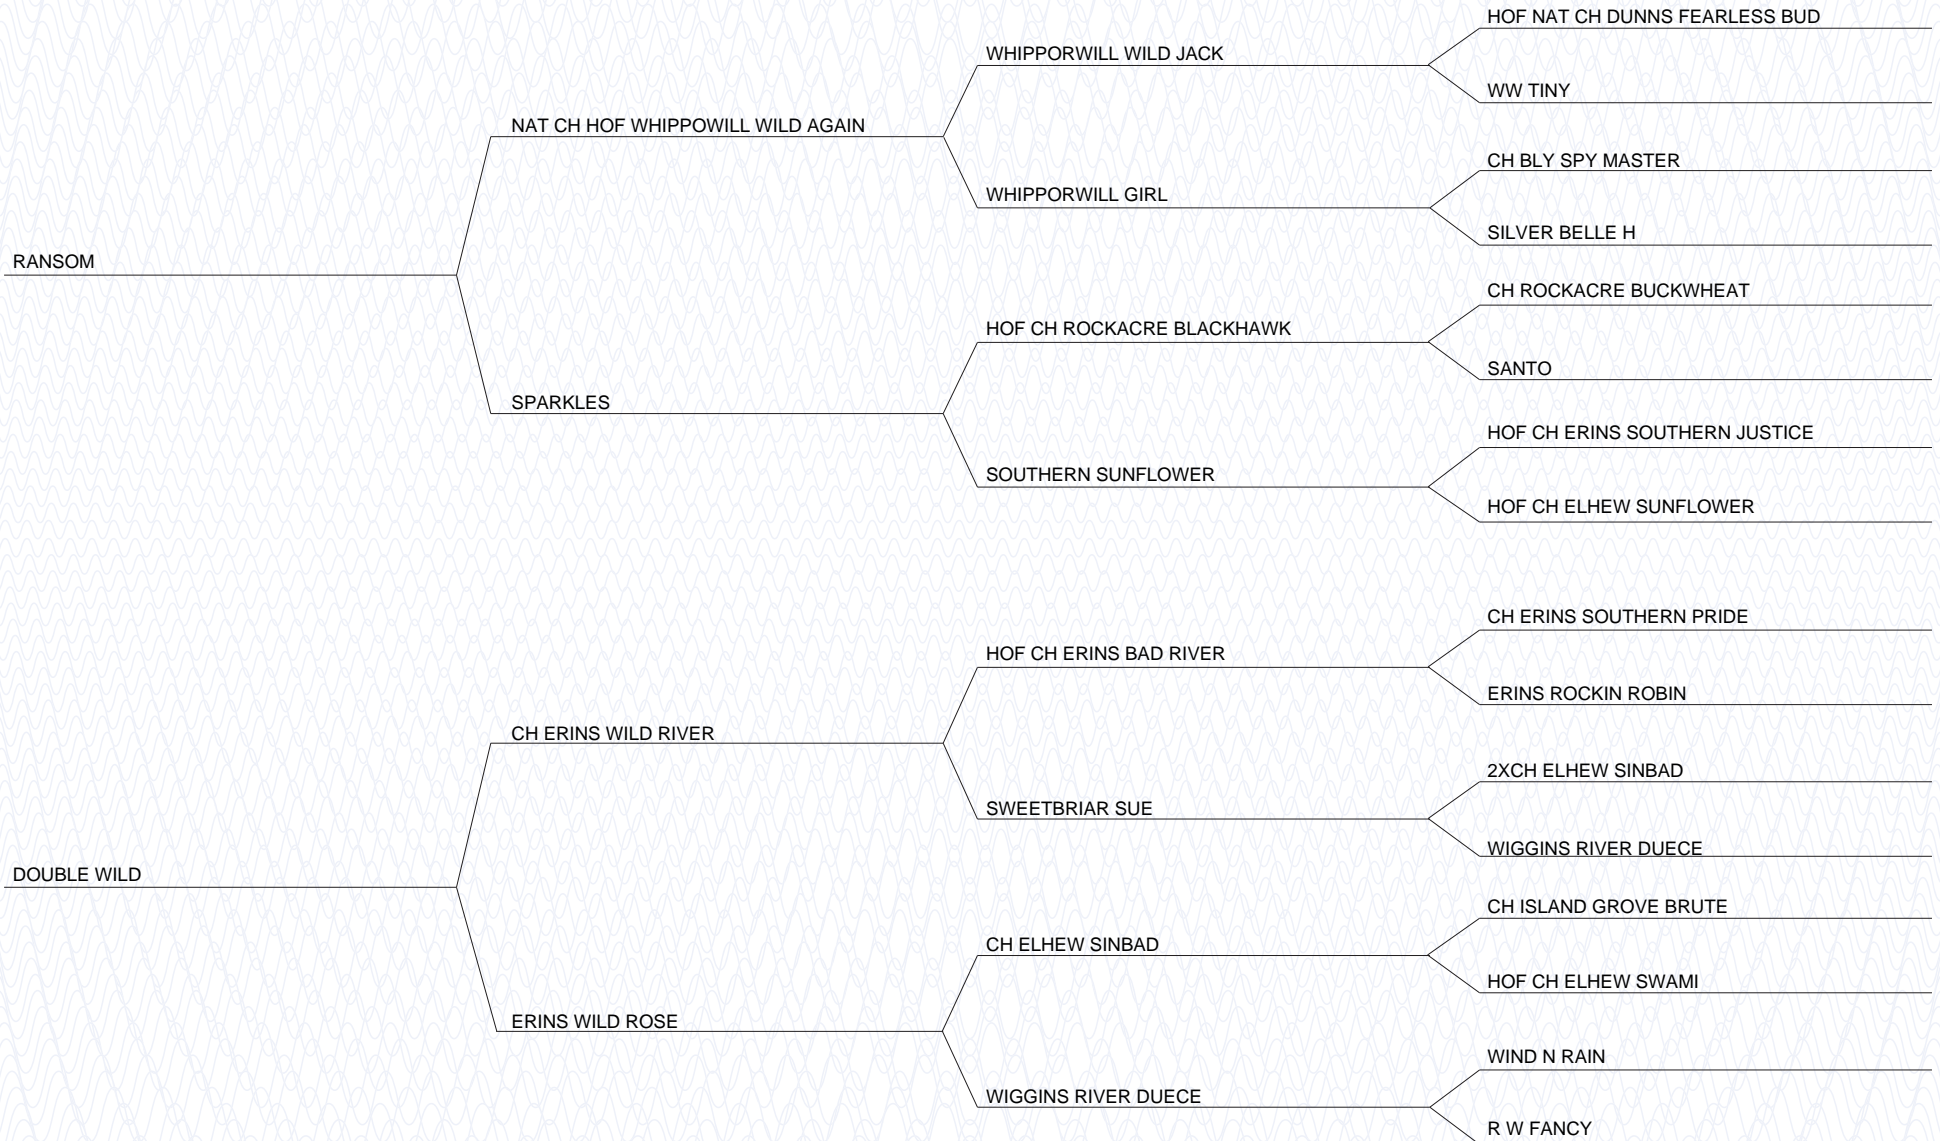 HOF NAT CH DUNNS FEARLESS BUD
WHIPPORWILL WILD JACK
WW TINY
NAT CH HOF WHIPPOWILL WILD AGAIN
CH BLY SPY MASTER
WHIPPORWILL GIRL
SILVER BELLE H
RANSOM
CH ROCKACRE BUCKWHEAT
HOF CH ROCKACRE BLACKHAWK
SANTO
SPARKLES
HOF CH ERINS SOUTHERN JUSTICE
SOUTHERN SUNFLOWER
HOF CH ELHEW SUNFLOWER
CH ERINS SOUTHERN PRIDE
HOF CH ERINS BAD RIVER
ERINS ROCKIN ROBIN
CH ERINS WILD RIVER
2XCH ELHEW SINBAD
SWEETBRIAR SUE
WIGGINS RIVER DUECE
DOUBLE WILD
CH ISLAND GROVE BRUTE
CH ELHEW SINBAD
HOF CH ELHEW SWAMI
ERINS WILD ROSE
WIND N RAIN
WIGGINS RIVER DUECE
R W FANCY